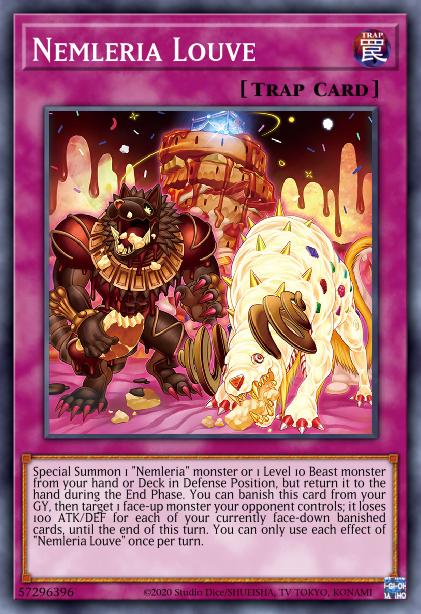 NEMLERIA LOUVE
TRAP
罠
[TRAP CARD]
Special Summon 1 "Nemleria" monster or 1 Level 10 Beast monster
from your hand or Deck in Defense Position, but return it to the
hand during the End Phase. You can banish this card from your
GY, then target 1 face-up monster your opponent controls; it loses
100 ATK/DEF for each of your currently face-down banished
cards, until the end of this turn. You can only use each effect of
"Nemleria Louve" once per turn.
57296396
©2020 Studio Dice/SHUEISHA, TV TOKYO, KONAMI